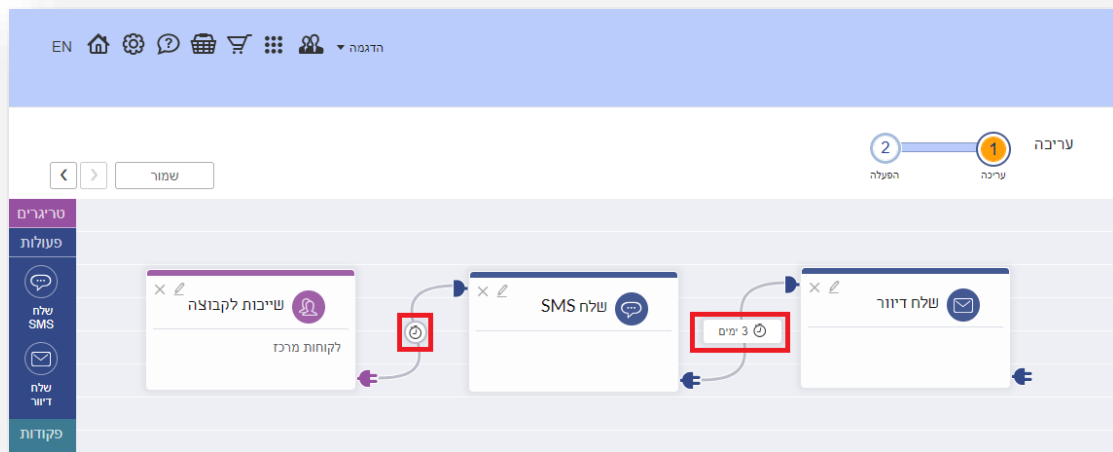 הדגמה
EN
עריכה
1
2
עריכה
הפעלה
שמור
טריגרים
פעולות
שלח
SMS
שלח
דיוור
פקודות
שייכות לקבוצה
לקוחות מרכז
שלח SMS
3 ימים
שלח דיוור